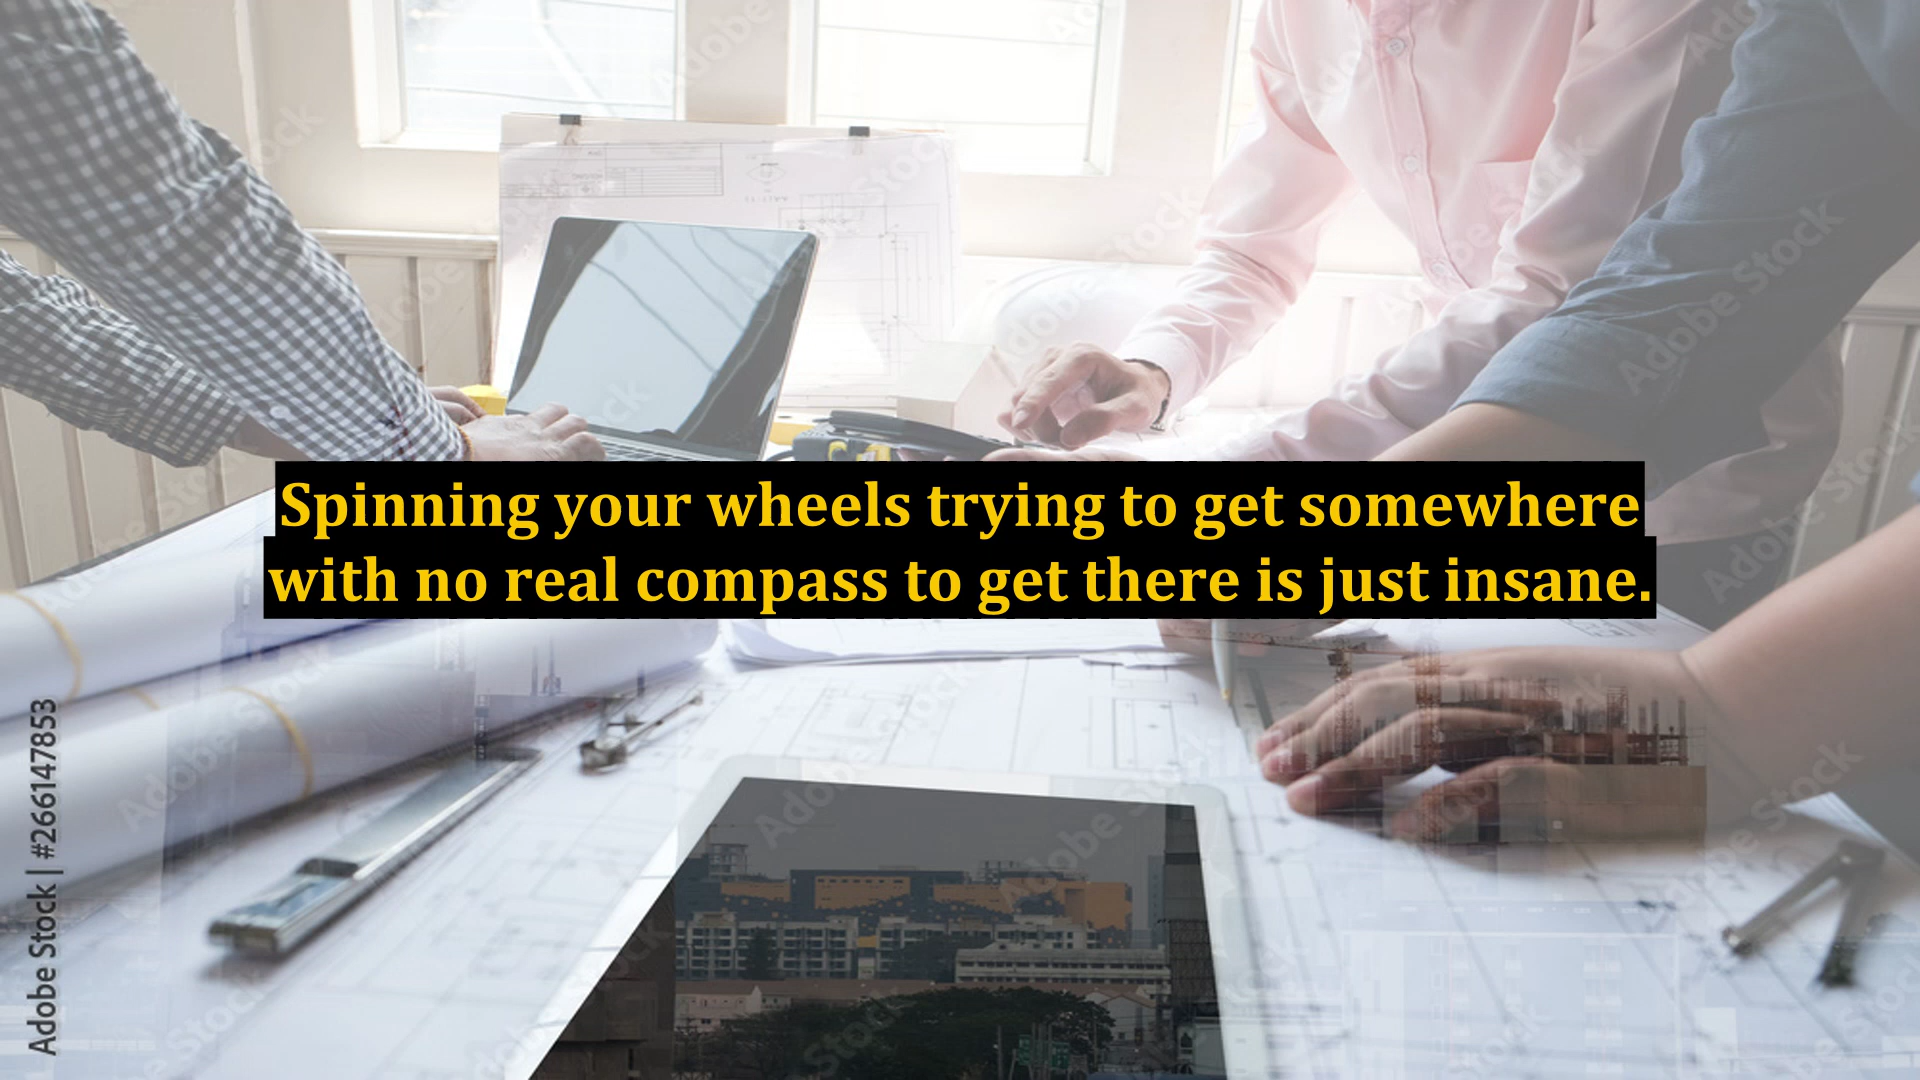 Spinning your wheels trying to get somewhere
with no real compass to get there is just insane.
Adobe Stock | #266147853